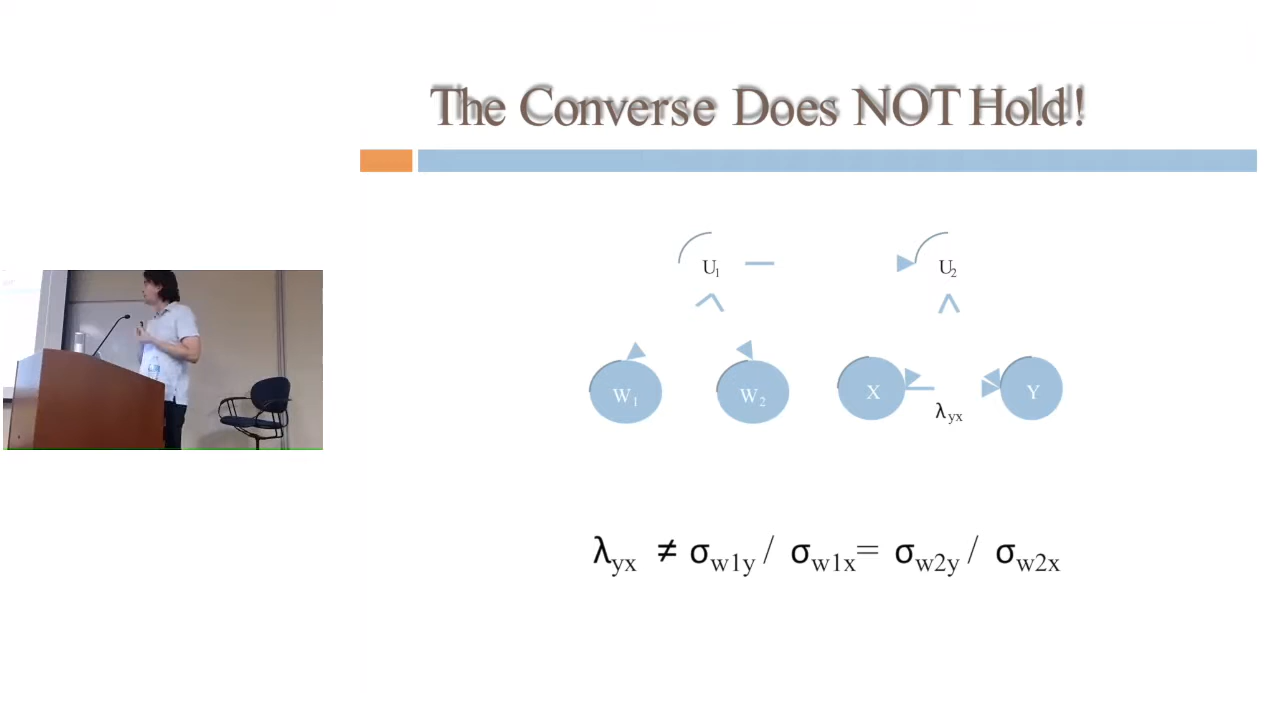 The Converse Does NOT Hold!
U1 U2
W1 W2 X Y
λyx
λyx ≠ σw1y / σw1x = σw2y / σw2x